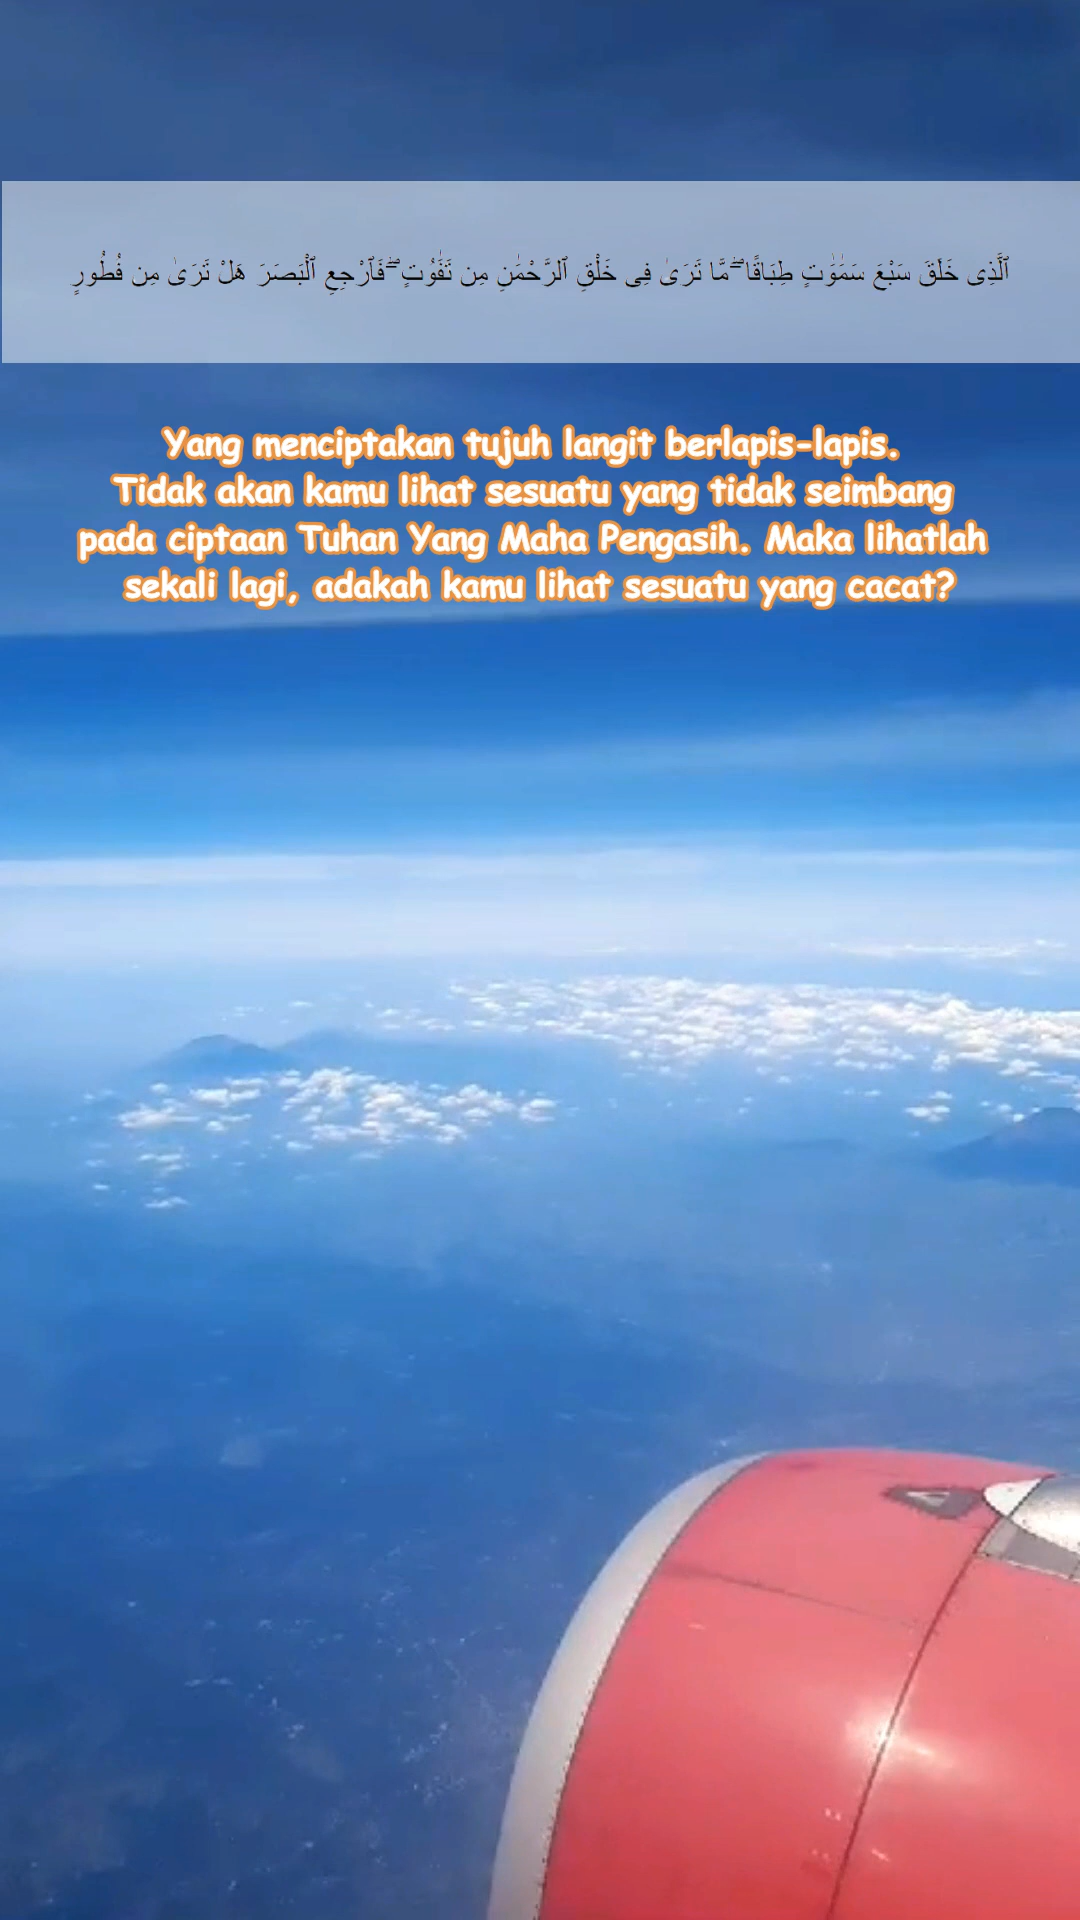 ٱلَّذِى خَلَقَ سَبْعَ سَمَٰوَٰتٍ طِبَاقًا ۖ مَّا تَرَىٰ فِى خَلْقِ ٱلرَّحْمَٰنِ مِن تَفَٰوُتٍ ۖ فَٱرْجِعِ ٱلْبَصَرَ هَلْ تَرَىٰ مِن فُطُورٍ
Yang menciptakan tujuh langit berlapis-lapis.
Tidak akan kamu lihat sesuatu yang tidak seimbang
pada ciptaan Tuhan Yang Maha Pengasih. Maka lihatlah
sekali lagi, adakah kamu lihat sesuatu yang cacat?